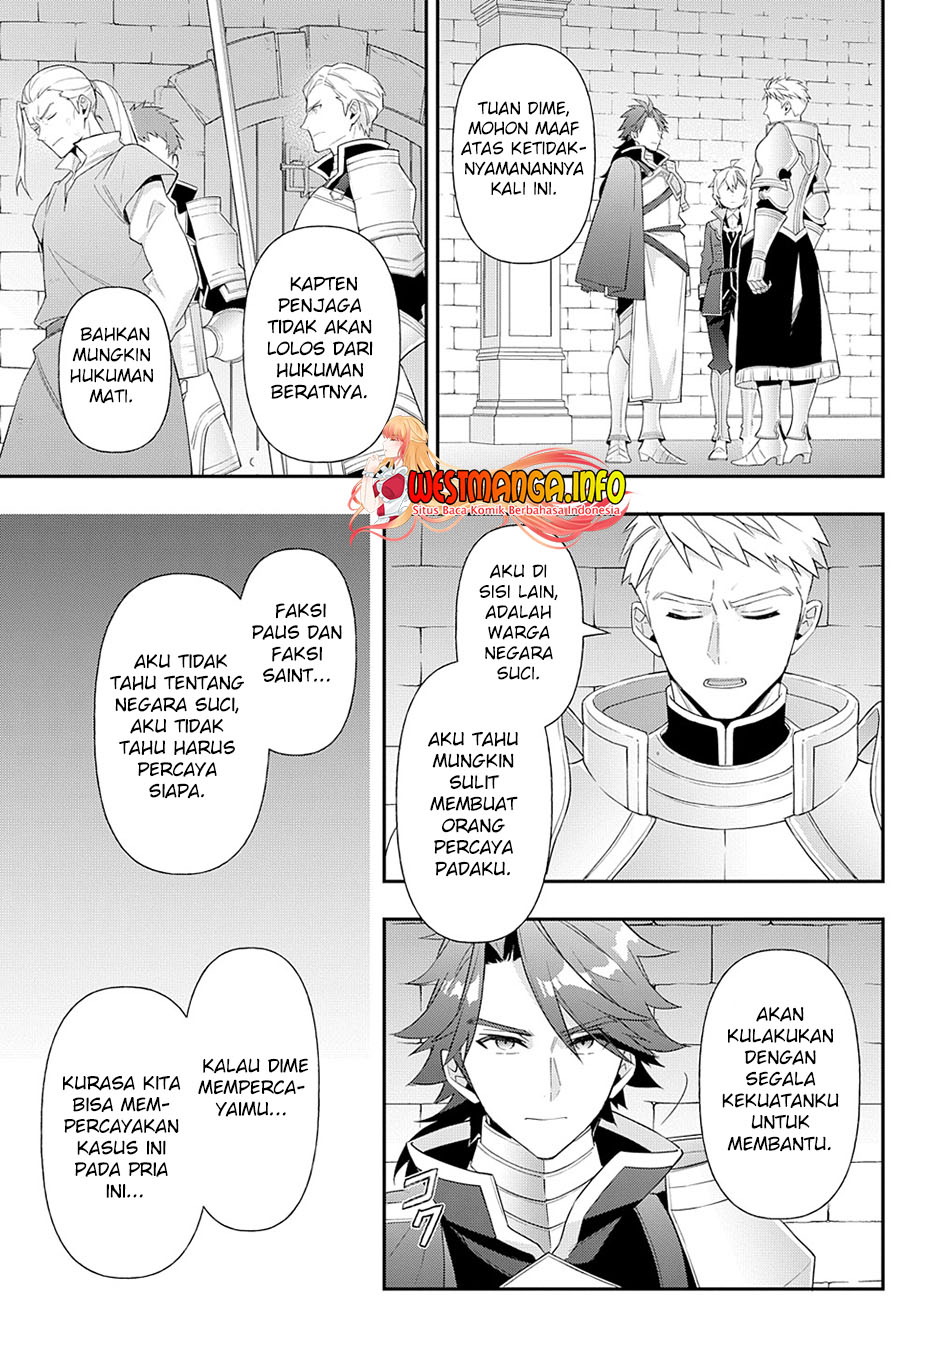 TUAN DIME,
MOHON MAAF
ATAS KETIDAK-
NYAMANANNYA
KALI INI.
KAPTEN
PENJAGA
TIDAK AKAN
LOLOS DARI
HUKUMAN
BERATNYA.
BAHKAN
MUNGKIN
HUKUMAN
MATI.
WESTMANGA.INFO
Situs Baca Komik Berbahasa Indonesia
AKU DI
SISI LAIN,
ADALAH
WARGA
NEGARA
SUCI.
AKU TAHU
MUNGKIN
SULIT
MEMBUAT
ORANG
PERCAYA
PADAKU.
FAKSI
PAUS DAN
FAKSI
SAINT...
AKU TIDAK
TAHU TENTANG
NEGARA SUCI,
AKU TIDAK
TAHU HARUS
PERCAYA
SIAPA.
AKAN
KULAKUKAN
DENGAN
SEGALA
KEKUATANKU
UNTUK
MEMBANTU.
コク
KALAU DIME
MEMPERCA-
YAIMU...
KURASA KITA
BISA MEM-
PERCAYAKAN
KASUS INI
PADA PRIA
INI...